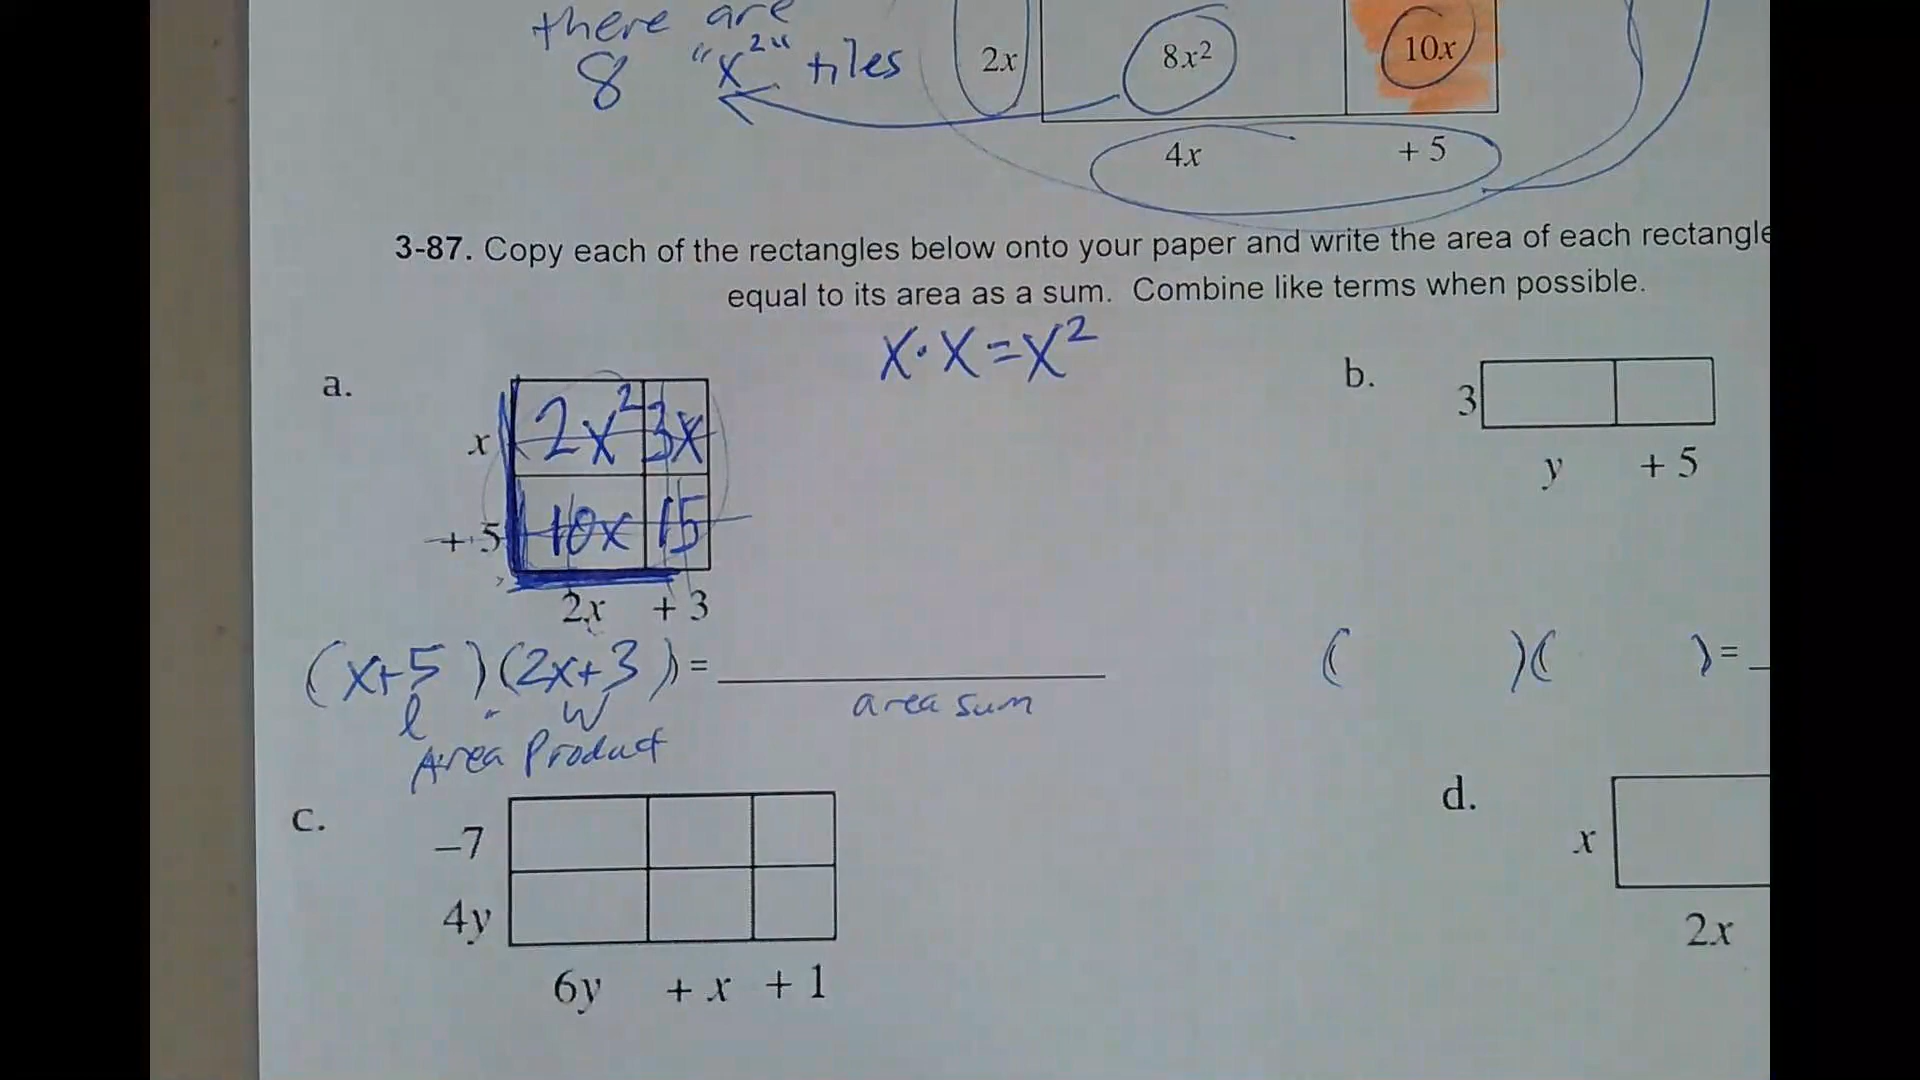 there are
8 "x²" tiles
2x 8x² 10x
4x + 5
3-87. Copy each of the rectangles below onto your paper and write the area of each rectangle
equal to its area as a sum. Combine like terms when possible.
x·x=x²
a.
x 2x² 3x
+ 5 10x 15
2x + 3
(x+5)(2x+3)=
l · w
area sum
Area Product
b.
3
y + 5
( )( )=
c.
–7
4y
6y + x + 1
d.
x
2x